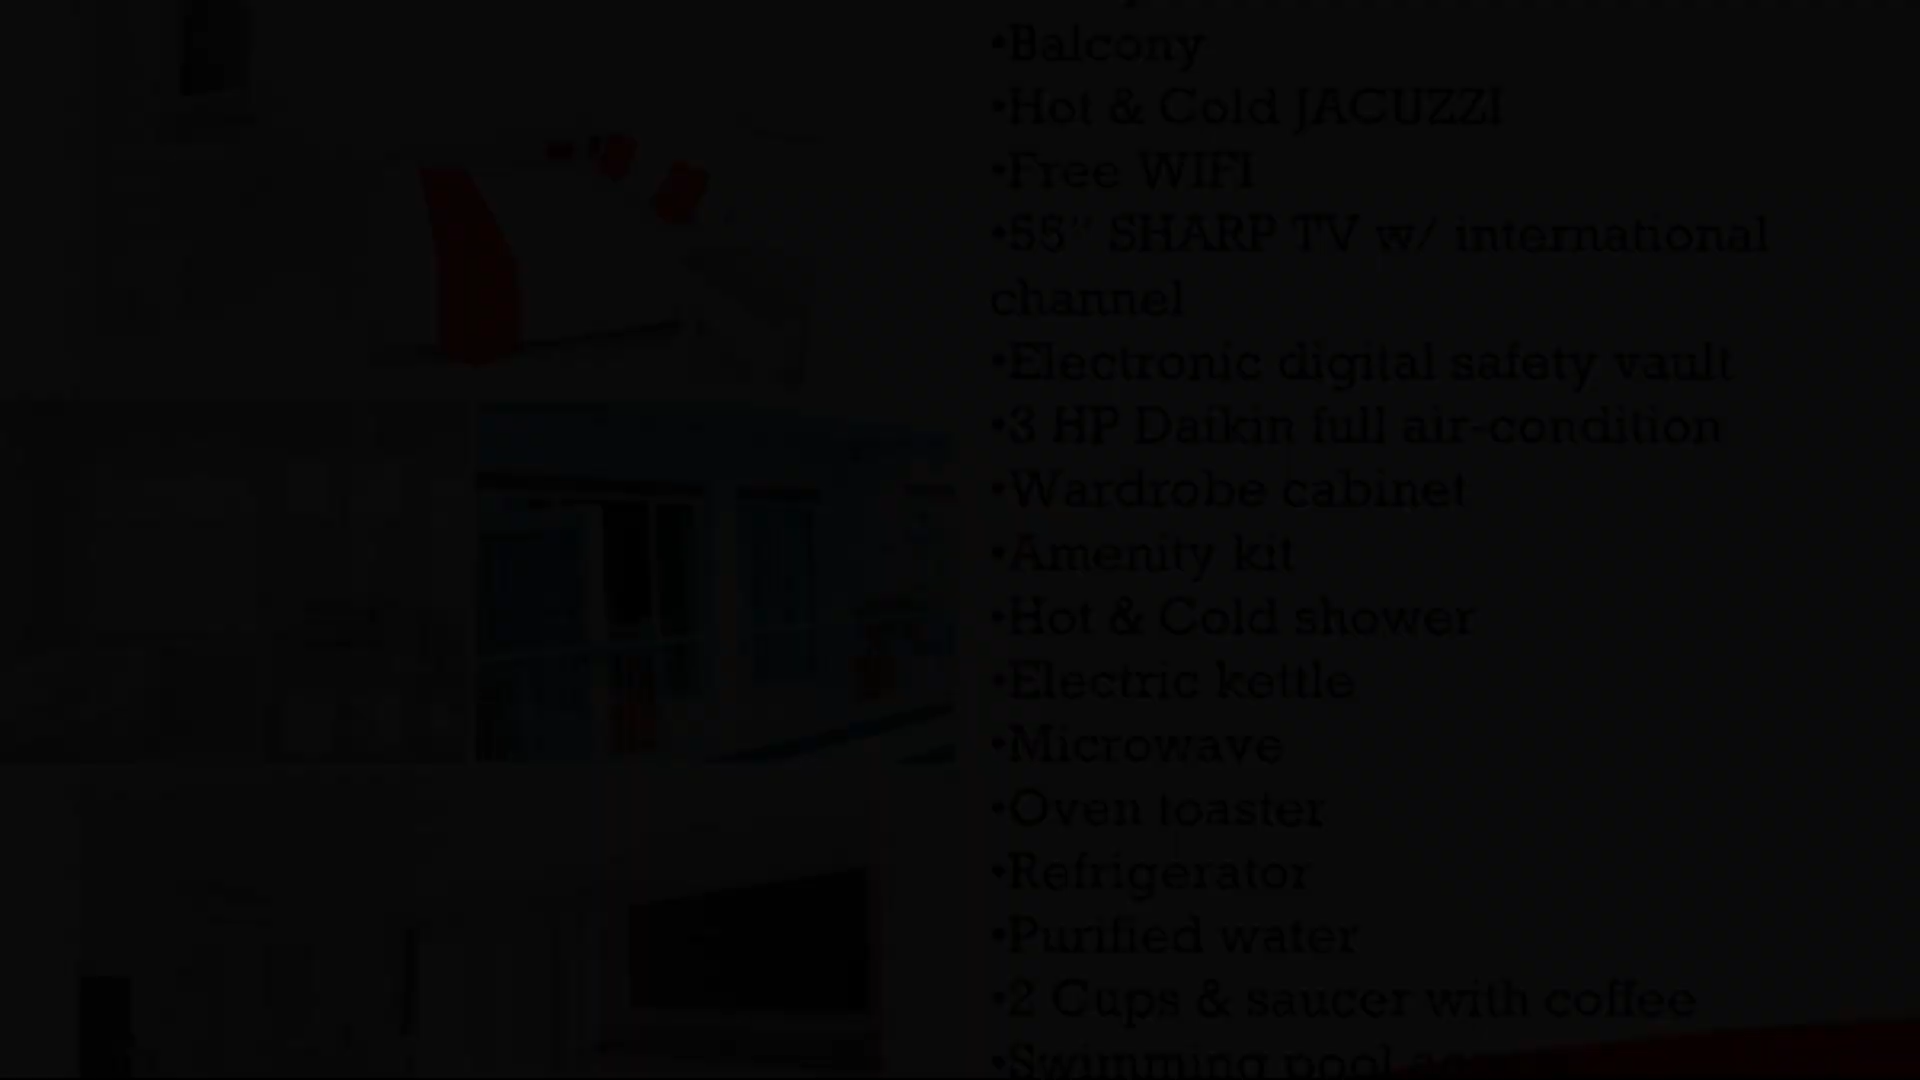 •Balcony
•Hot & Cold JACUZZI
•Free WIFI
•55" SHARP TV w/ international
channel
•Electronic digital safety vault
•3 HP Daikin full air-condition
•Wardrobe cabinet
•Amenity kit
•Hot & Cold shower
•Electric kettle
•Microwave
•Oven toaster
•Refrigerator
•Purified water
•2 Cups & saucer with coffee
•Swimming pool